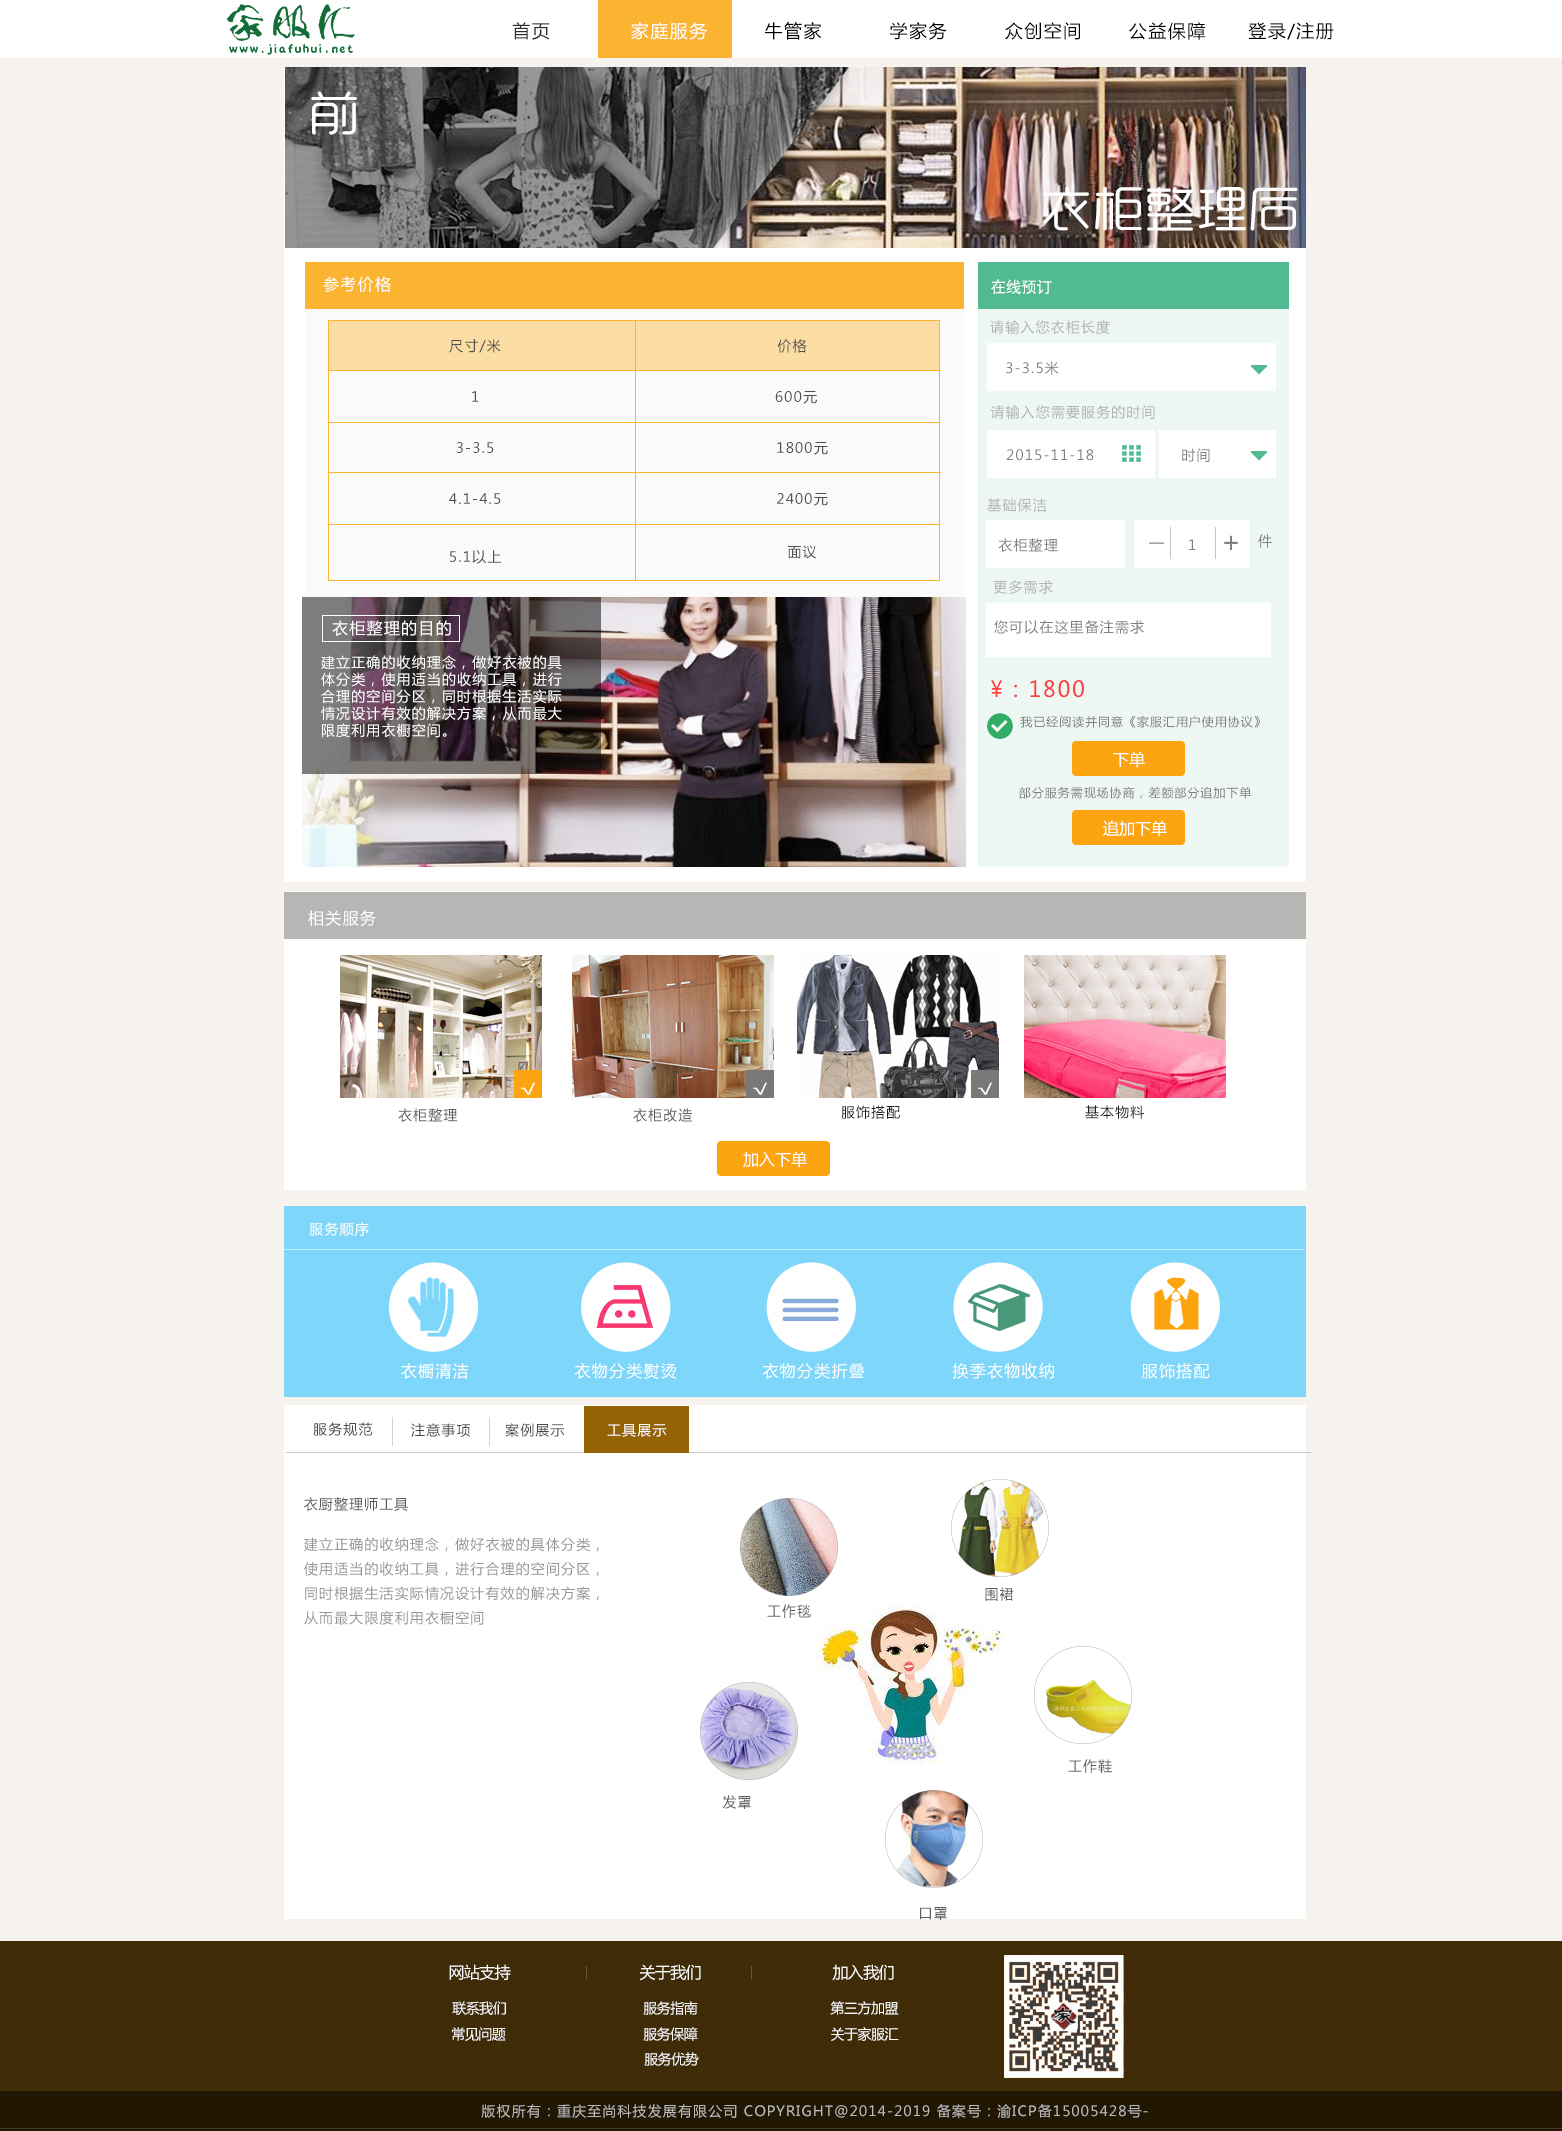 家服汇
www.jiafuhui.net
首页
家庭服务
牛管家
学家务
众创空间
公益保障
登录/注册
前
衣柜整理后
参考价格
尺寸/米 价格
1 600元
3-3.5 1800元
4.1-4.5 2400元
5.1以上 面议
衣柜整理的目的
建立正确的收纳理念，做好衣被的具
体分类，使用适当的收纳工具，进行
合理的空间分区，同时根据生活实际
情况设计有效的解决方案，从而最大
限度利用衣橱空间。
在线预订
请输入您衣柜长度
3-3.5米
请输入您需要服务的时间
2015-11-18 时间
基础保洁
衣柜整理 — 1 + 件
更多需求
您可以在这里备注需求
¥：1800
我已经阅读并同意《家服汇用户使用协议》
下单
部分服务需现场协商，差额部分追加下单
追加下单
相关服务
衣柜整理
衣柜改造
服饰搭配
基本物料
加入下单
服务顺序
衣橱清洁
衣物分类熨烫
衣物分类折叠
换季衣物收纳
服饰搭配
服务规范
注意事项
案例展示
工具展示
衣厨整理师工具
建立正确的收纳理念，做好衣被的具体分类，
使用适当的收纳工具，进行合理的空间分区，
同时根据生活实际情况设计有效的解决方案，
从而最大限度利用衣橱空间
工作毯
围裙
工作鞋
发罩
口罩
网站支持
联系我们
常见问题
关于我们
服务指南
服务保障
服务优势
加入我们
第三方加盟
关于家服汇
家
版权所有：重庆至尚科技发展有限公司 COPYRIGHT@2014-2019 备案号：渝ICP备15005428号-